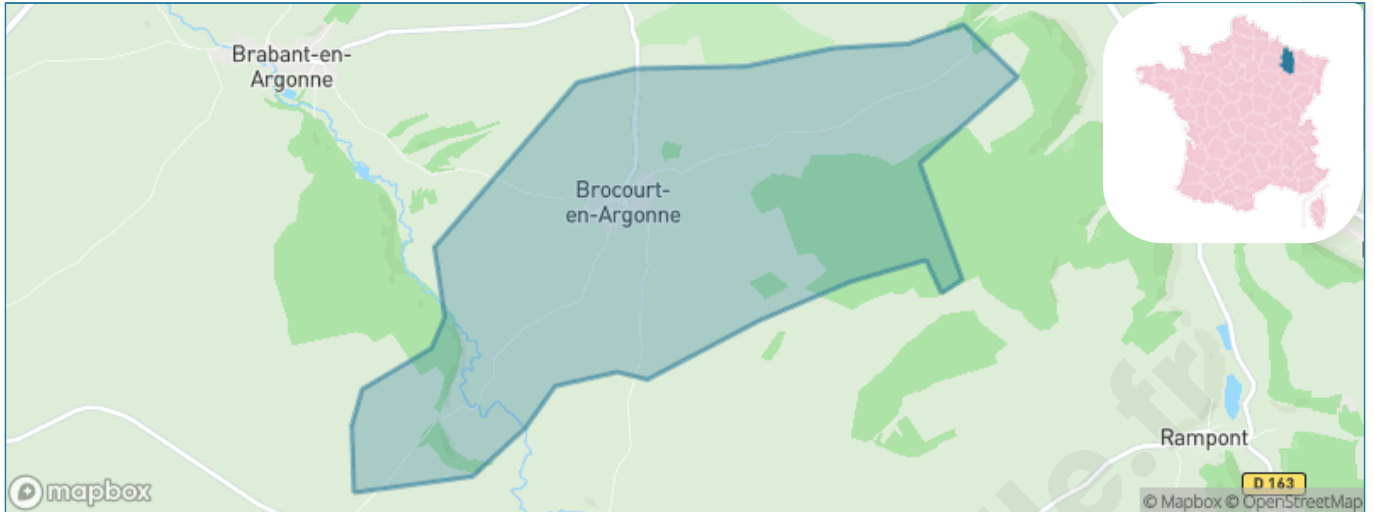 Brabant-en-
Argonne
Brocourt-
en-Argonne
Rampont
D 163
mapbox
© Mapbox © OpenStreetMap